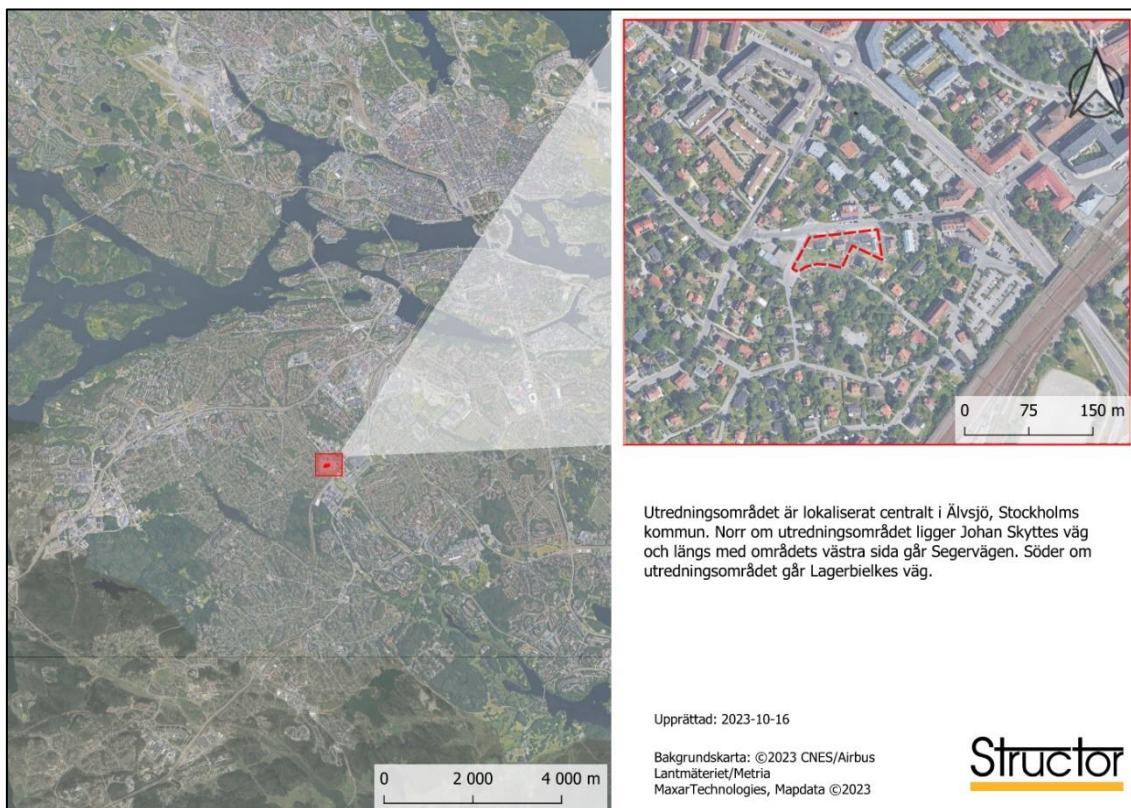 0 75 150 m
Utredningsområdet är lokaliserat centralt i Älvsjö, Stockholms
kommun. Norr om utredningsområdet ligger Johan Skyttes väg
och längs med områdets västra sida går Segervägen. Söder om
utredningsområdet går Lagerbielkes väg.
Upprättad: 2023-10-16
Bakgrundskarta: ©2023 CNES/Airbus
Lantmäteriet/Metria
MaxarTechnologies, Mapdata ©2023
Structor
0 2 000 4 000 m